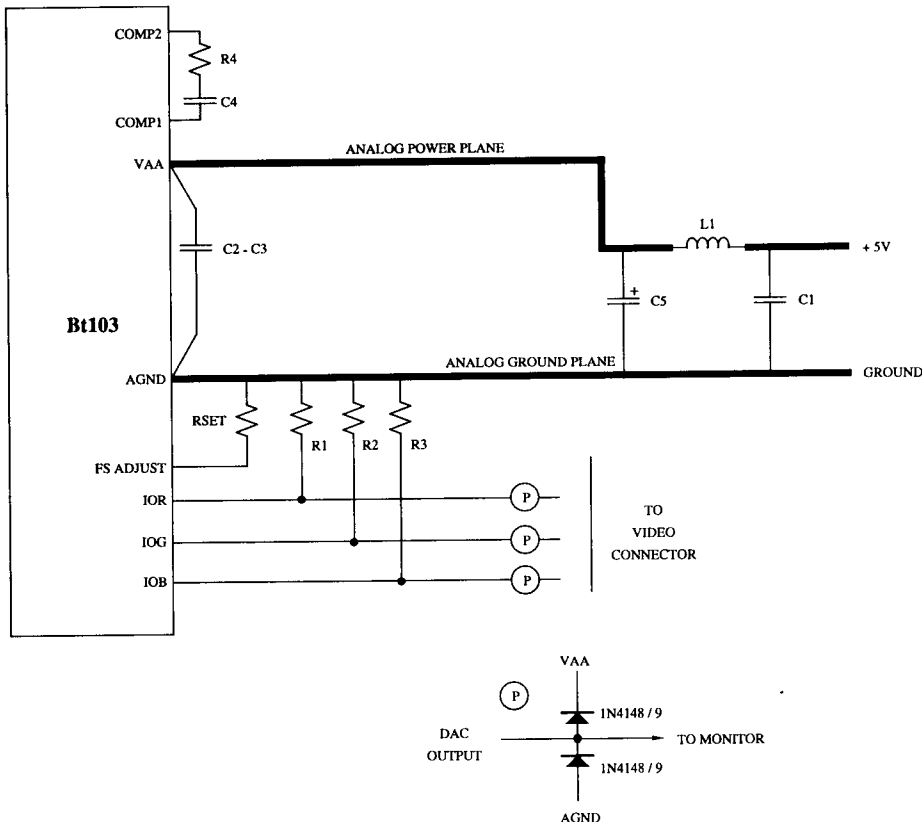 COMP2
R4
C4
COMP1
ANALOG POWER PLANE
VAA
L1
+ 5V
C2 - C3
+
C5
C1
Bt103
ANALOG GROUND PLANE
AGND
GROUND
RSET
R1
R2
R3
FS ADJUST
IOR
P
TO
VIDEO
CONNECTOR
IOG
P
IOB
P
VAA
P
1N4148 / 9
DAC
OUTPUT
TO MONITOR
1N4148 / 9
AGND